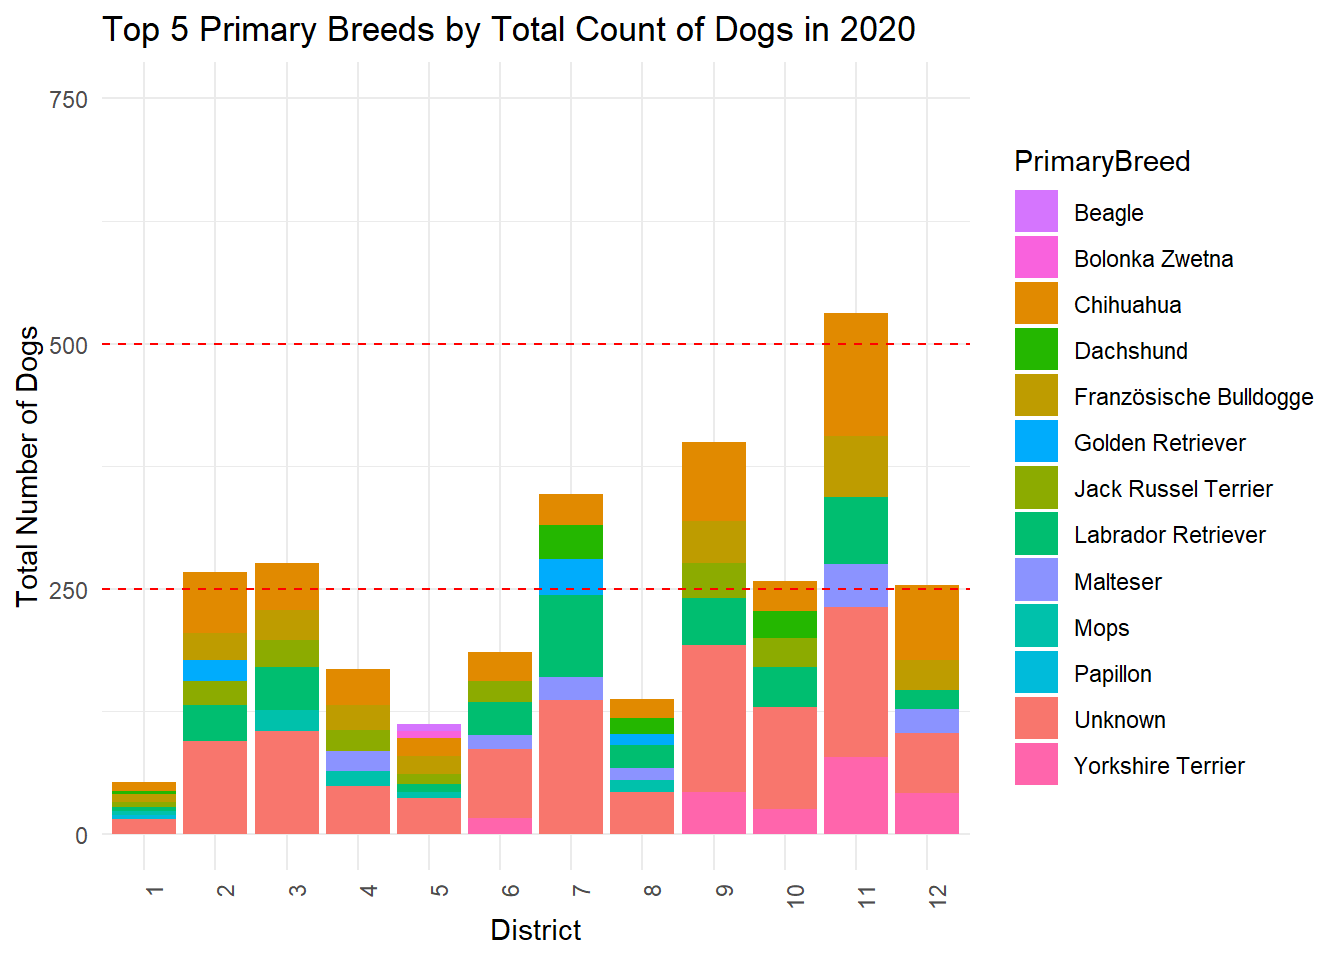 Top 5 Primary Breeds by Total Count of Dogs in 2020
Total Number of Dogs
750
500
250
0
1
2
3
4
5
6
7
8
9
10
11
12
District
PrimaryBreed
Beagle
Bolonka Zwetna
Chihuahua
Dachshund
Französische Bulldogge
Golden Retriever
Jack Russel Terrier
Labrador Retriever
Malteser
Mops
Papillon
Unknown
Yorkshire Terrier